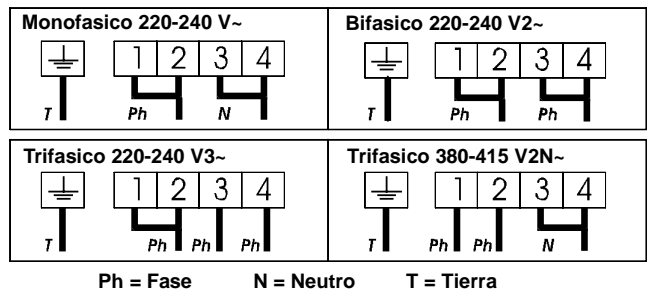 Monofasico 220-240 V~
1 2 3 4
T Ph N
Bifasico 220-240 V2~
1 2 3 4
T Ph Ph
Trifasico 220-240 V3~
1 2 3 4
T Ph Ph Ph
Trifasico 380-415 V2N~
1 2 3 4
T Ph Ph N
Ph = Fase N = Neutro T = Tierra